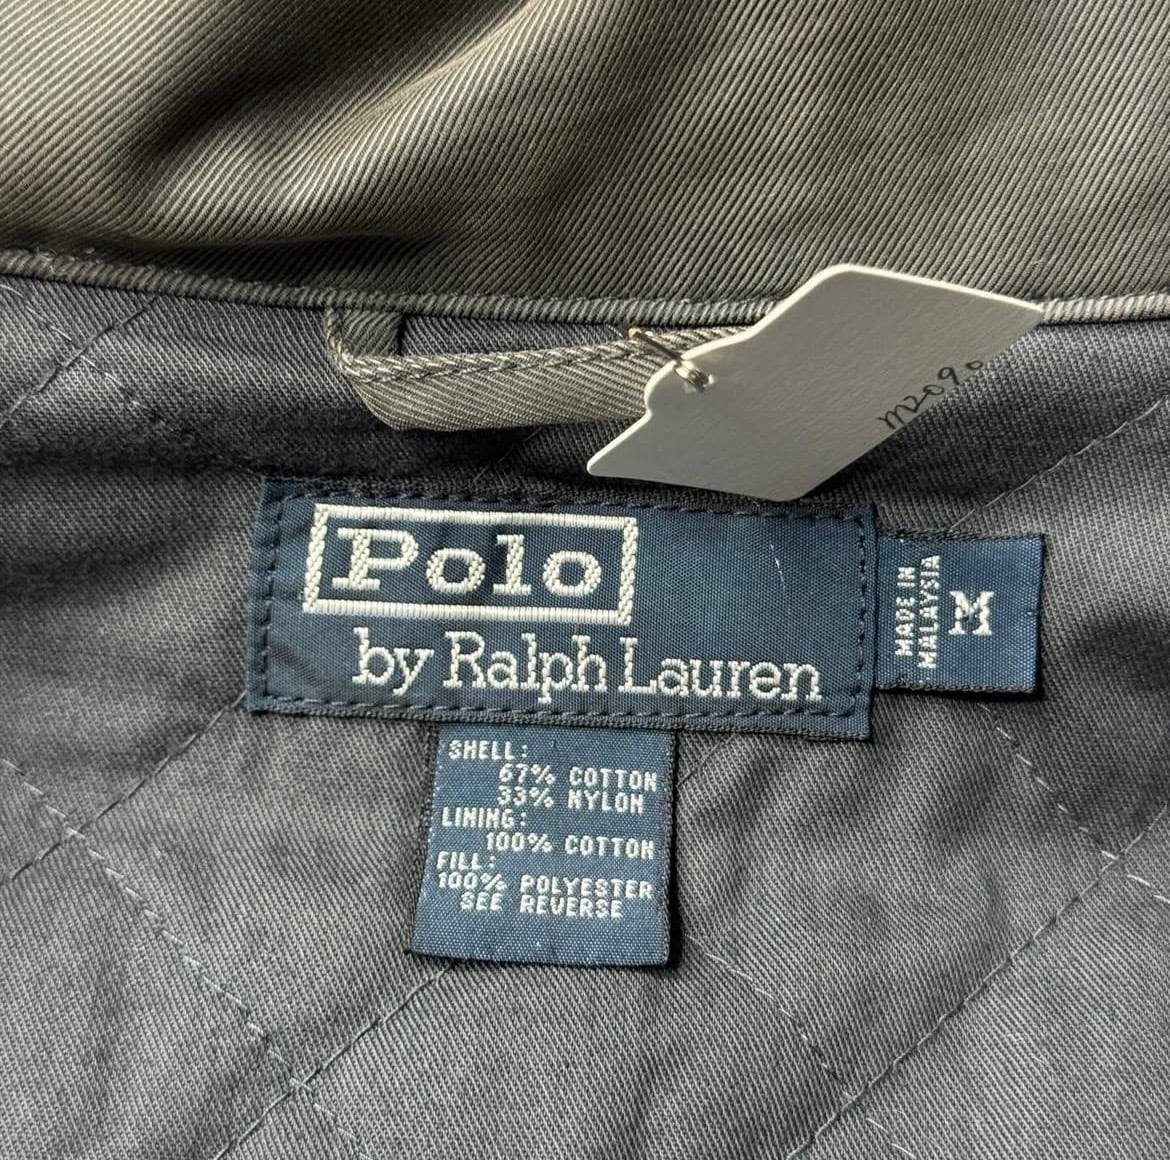 m2090
Polo
by Ralph Lauren
MADE IN
MALAYSIA
M
SHELL:
67% COTTON
33% NYLON
LINING:
100% COTTON
FILL:
100% POLYESTER
SEE REVERSE